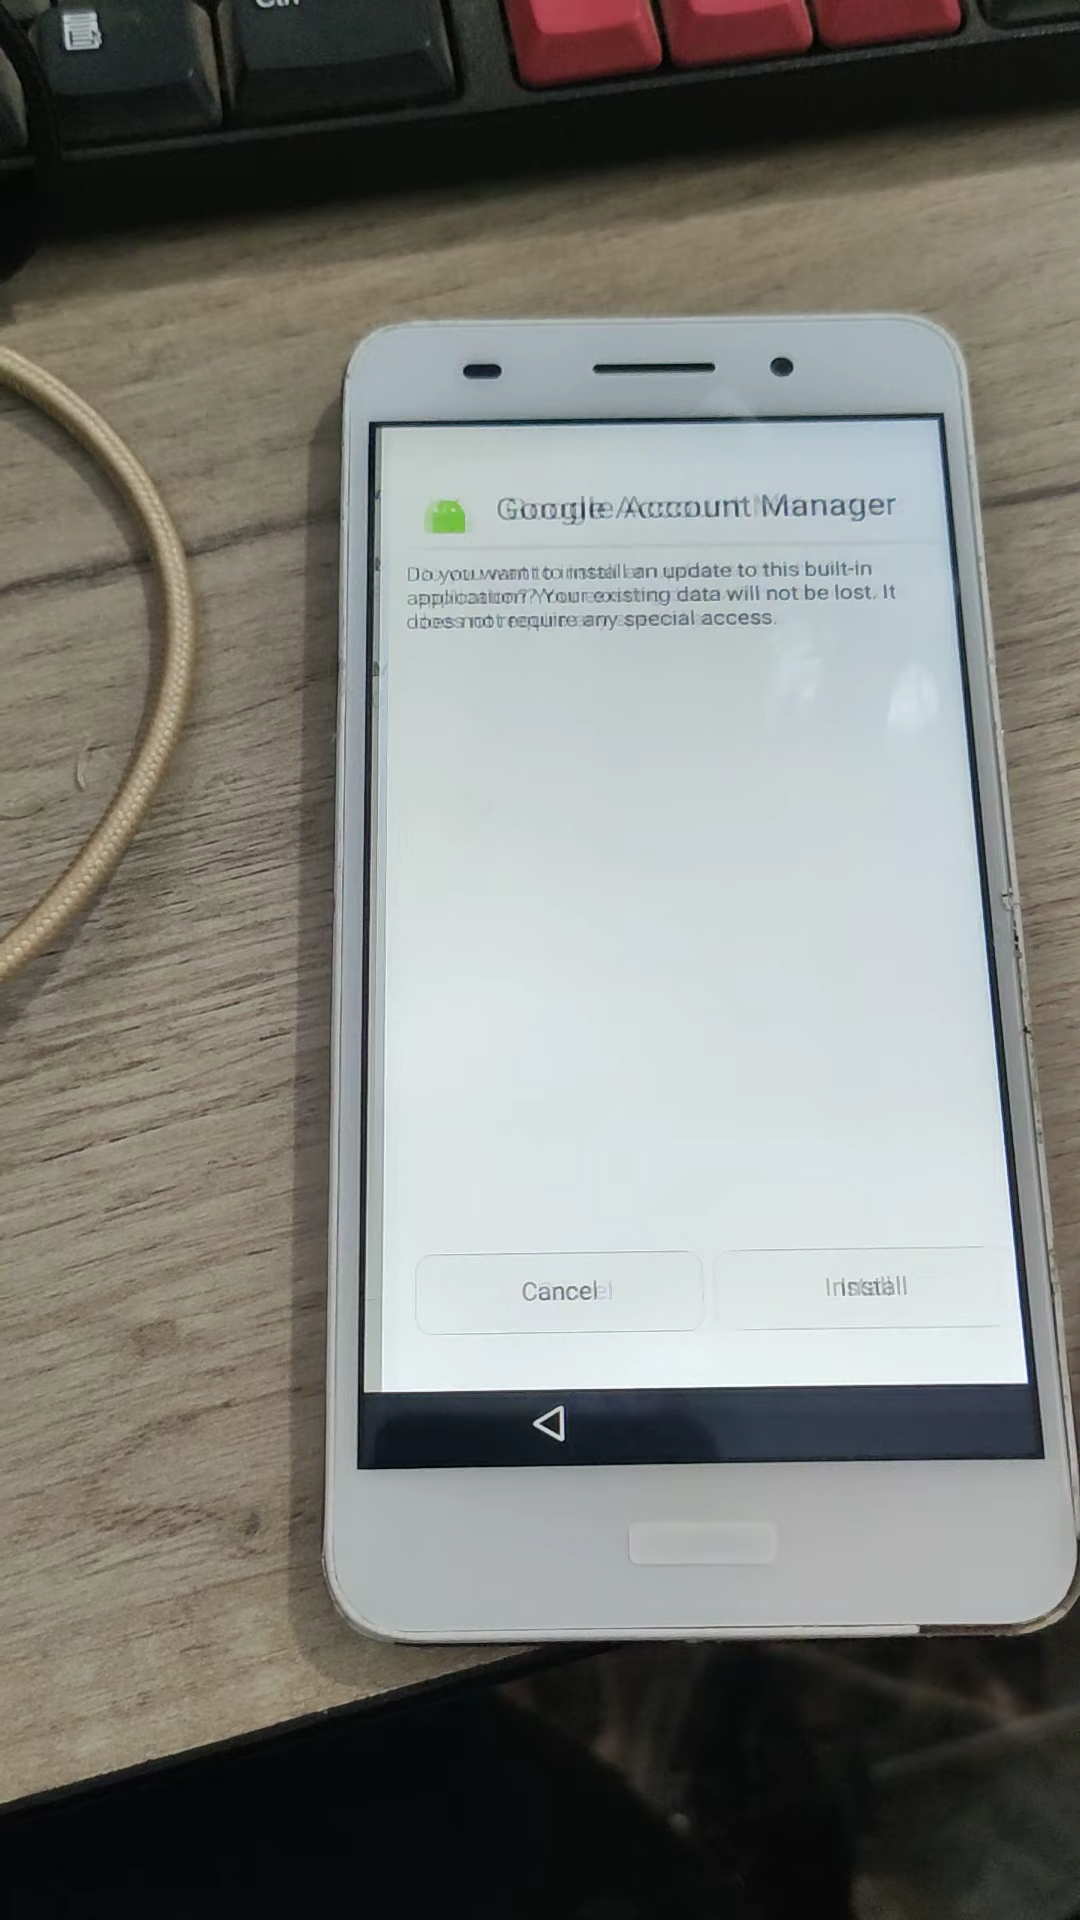 Ctrl
Google Account Manager
Do you want to install an update to this built-in
application? Your existing data will not be lost. It
does not require any special access.
Cancel
Install